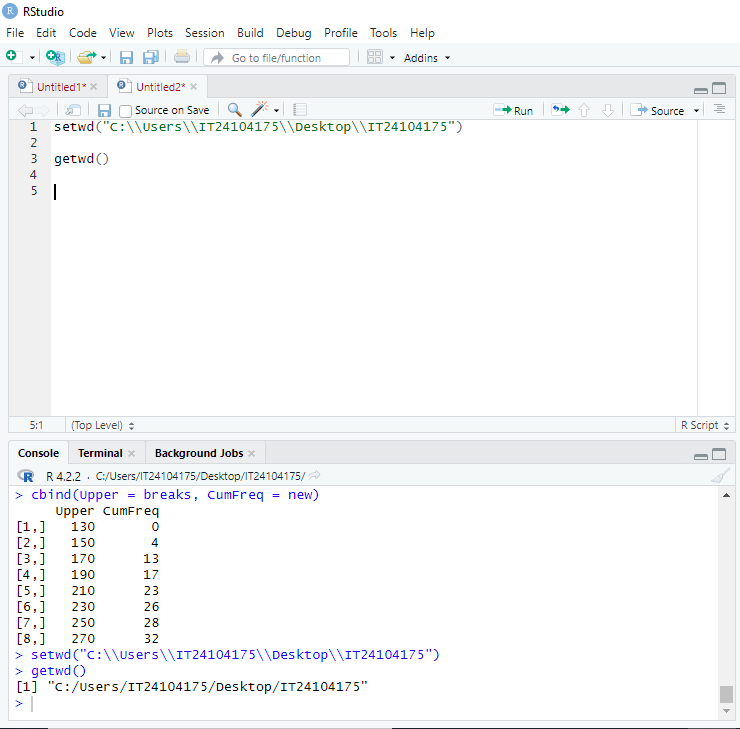 RStudio
File Edit Code View Plots Session Build Debug Profile Tools Help
Go to file/function Addins
Untitled1* Untitled2*
Source on Save Run Source
1 setwd("C:\\Users\\IT24104175\\Desktop\\IT24104175")
2
3 getwd()
4
5
5:1 (Top Level) R Script
Console Terminal Background Jobs
R 4.2.2 · C:/Users/IT24104175/Desktop/IT24104175/
> cbind(Upper = breaks, CumFreq = new)
Upper CumFreq
[1,] 130 0
[2,] 150 4
[3,] 170 13
[4,] 190 17
[5,] 210 23
[6,] 230 26
[7,] 250 28
[8,] 270 32
> setwd("C:\\Users\\IT24104175\\Desktop\\IT24104175")
> getwd()
[1] "C:/Users/IT24104175/Desktop/IT24104175"
>